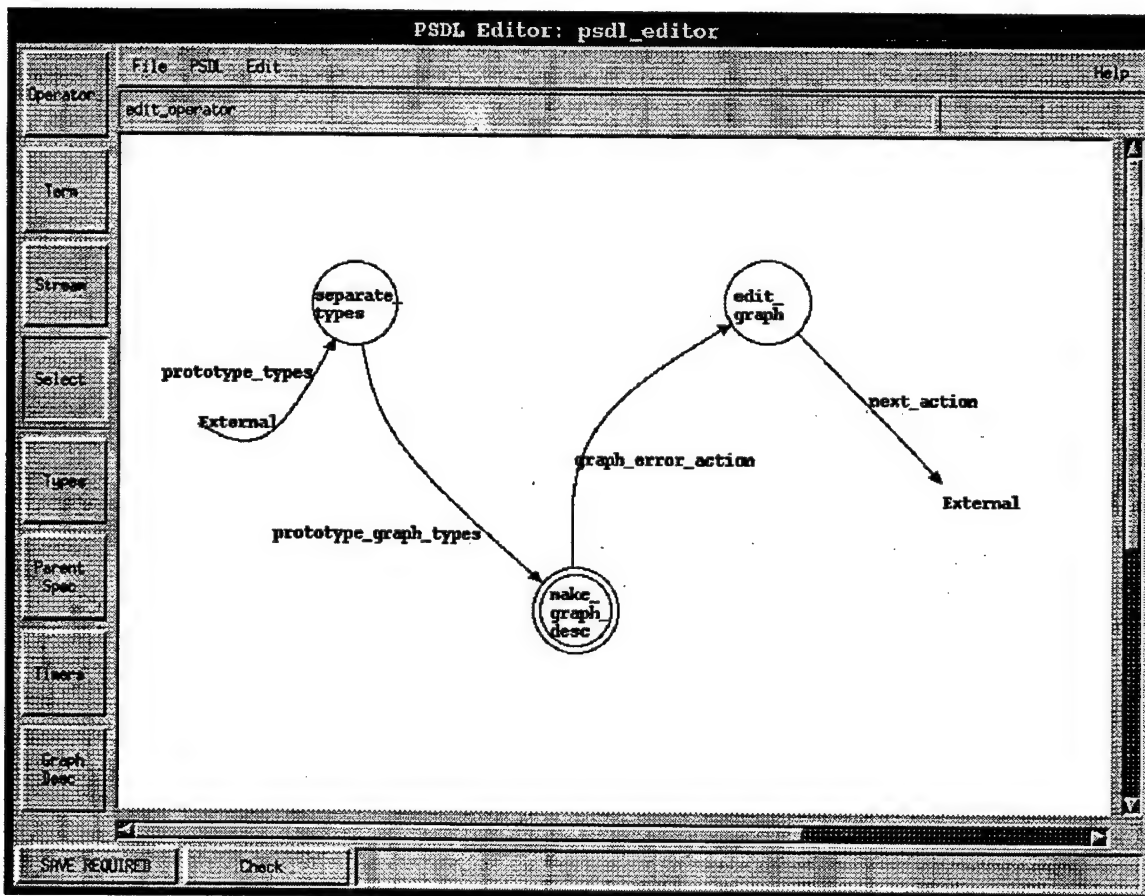 PSDL Editor: psdl_editor
File PSDL Edit
Help
Operator
edit_operator
Term
Stream
Select
Types
Parent
Spec
Timers
Graph
Desc
separate_
types
edit_
graph
prototype_types
External
next_action
graph_error_action
External
prototype_graph_types
make_
graph_
desc
SAVE REQUIRED
Check